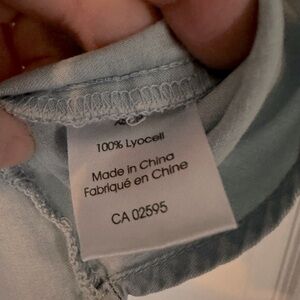 100% Lyocell
Made in China
Fabriqué en Chine
CA 02595